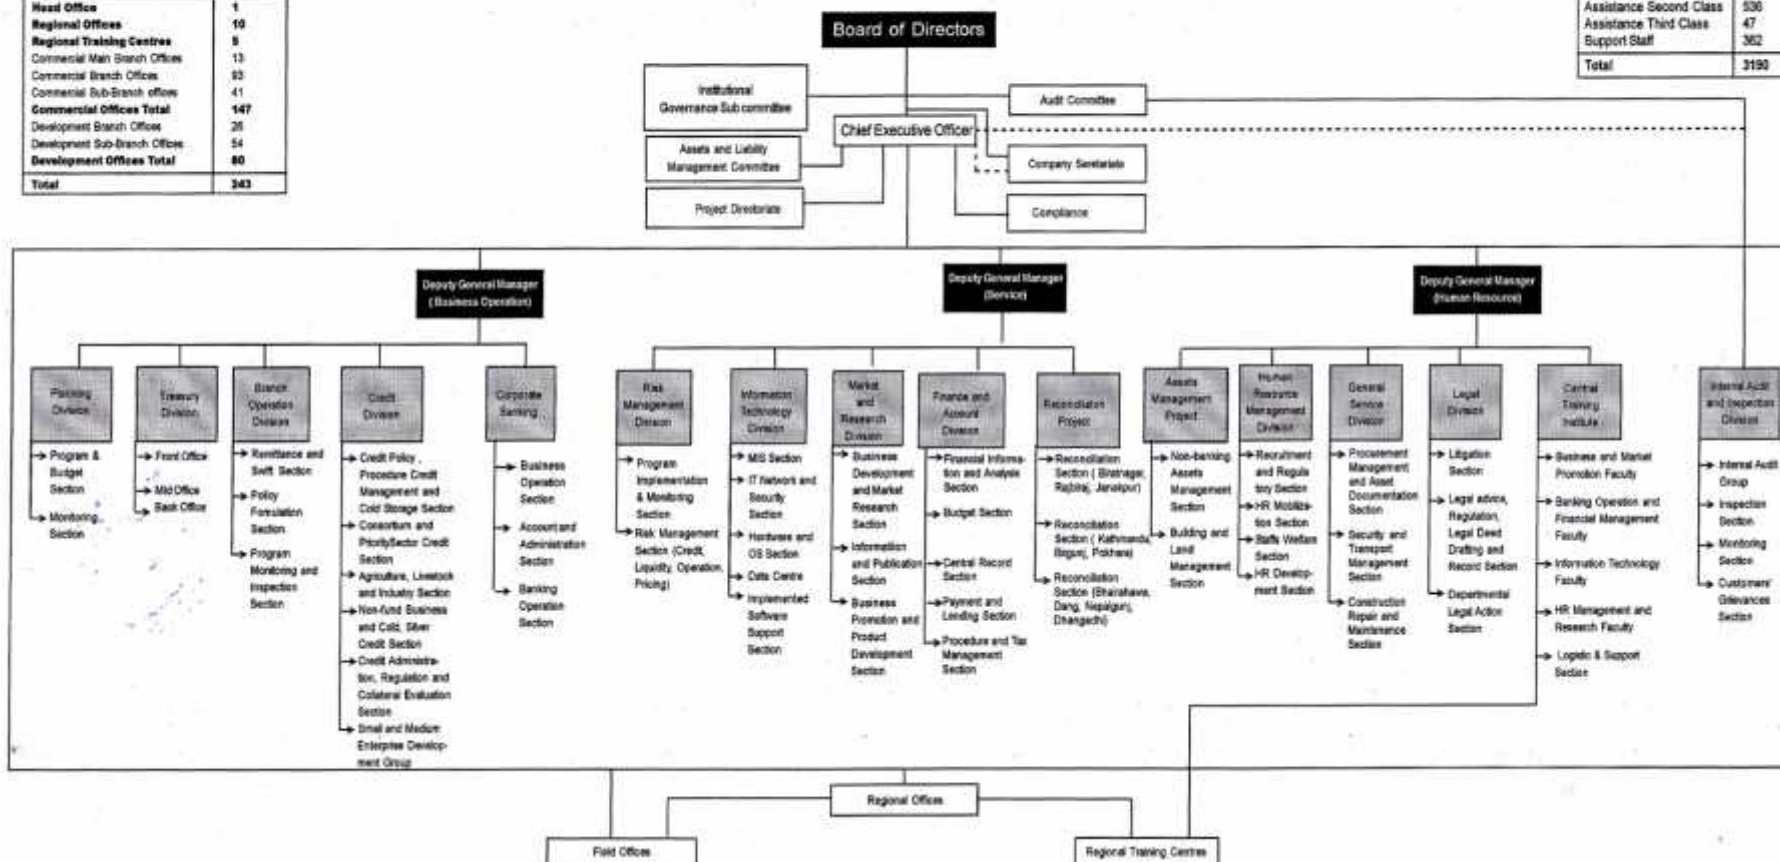 Head Office 1
Regional Offices 10
Regional Training Centres 5
Commercial Main Branch Offices 13
Commercial Branch Offices 93
Commercial Sub-Branch offices 41
Commercial Offices Total 147
Development Branch Offices 26
Development Sub-Branch Offices 54
Development Offices Total 80
Total 243
Assistance Second Class 536
Assistance Third Class 47
Support Staff 362
Total 3190
Board of Directors
Institutional
Governance Sub committee
Audit Committee
Chief Executive Officer
Assets and Liability
Management Committee
Company Secretariate
Project Directoriate
Compliance
Deputy General Manager
( Business Operation)
Deputy General Manager
(Service)
Deputy General Manager
(Human Resource)
Planning
Division
Program &
Budget
Section
Monitoring
Section
Treasury
Division
Front Office
Mid Office
Back Office
Branch
Operation
Division
Remittance and
Swift Section
Policy
Formulation
Section
Program
Monitoring and
Inspection
Section
Credit
Division
Credit Policy ,
Procedure Credit
Management and
Cold Storage Section
Consortium and
PrioritySector Credit
Section
Agriculture, Livestock
and Industry Section
Non-fund Business
and Cold, Silver
Credit Section
Credit Administra-
tion, Regulation and
Collateral Evaluation
Section
Small and Medium
Enterprise Develop-
ment Group
Corporate
Banking
Business
Operation
Section
Account and
Administration
Section
Banking
Operation
Section
Risk
Management
Division
Program
Implementation
& Monitoring
Section
Risk Management
Section (Credit,
Liquidity, Operation,
Pricing)
Information
Technology
Division
MIS Section
IT Network and
Security
Section
Hardware and
OS Section
Data Centre
Implemented
Software
Support
Section
Market
and
Research
Division
Business
Development
and Market
Research
Section
Information
and Publication
Section
Business
Promotion and
Product
Development
Section
Finance and
Account
Division
Financial Informa-
tion and Analysis
Section
Budget Section
Central Record
Section
Payment and
Lending Section
Procedure and Tax
Management
Section
Reconciliation
Project
Reconciliation
Section ( Biratnagar,
Rajbiraj, Janakpur)
Reconciliation
Section ( Kathmandu,
Birgunj, Pokhara)
Reconciliation
Section (Bhairahawa,
Dang, Nepalgunj,
Dhangadhi)
Assets
Management
Project
Non-banking
Assets
Management
Section
Building and
Land
Management
Section
Human
Resource
Management
Division
Recruitment
and Regula
tory Section
HR Mobiliza-
tion Section
Staffs Welfare
Section
HR Develop-
ment Section
General
Service
Division
Procurement
Management
and Asset
Documentation
Section
Security and
Transport
Management
Section
Construction
Repair and
Maintenance
Section
Legal
Division
Litigation
Section
Legal advice,
Regulation,
Legal Deed
Drafting and
Record Section
Departmental
Legal Action
Section
Central
Training
Institute
Business and Market
Promotion Faculty
Banking Operation and
Financial Management
Faculty
Information Technology
Faculty
HR Management and
Research Faculty
Logistic & Support
Section
Internal Audit
and Inspection
Division
Internal Audit
Group
Inspection
Section
Monitoring
Section
Customers'
Grievances
Section
Regional Offices
Field Offices
Regional Training Centres